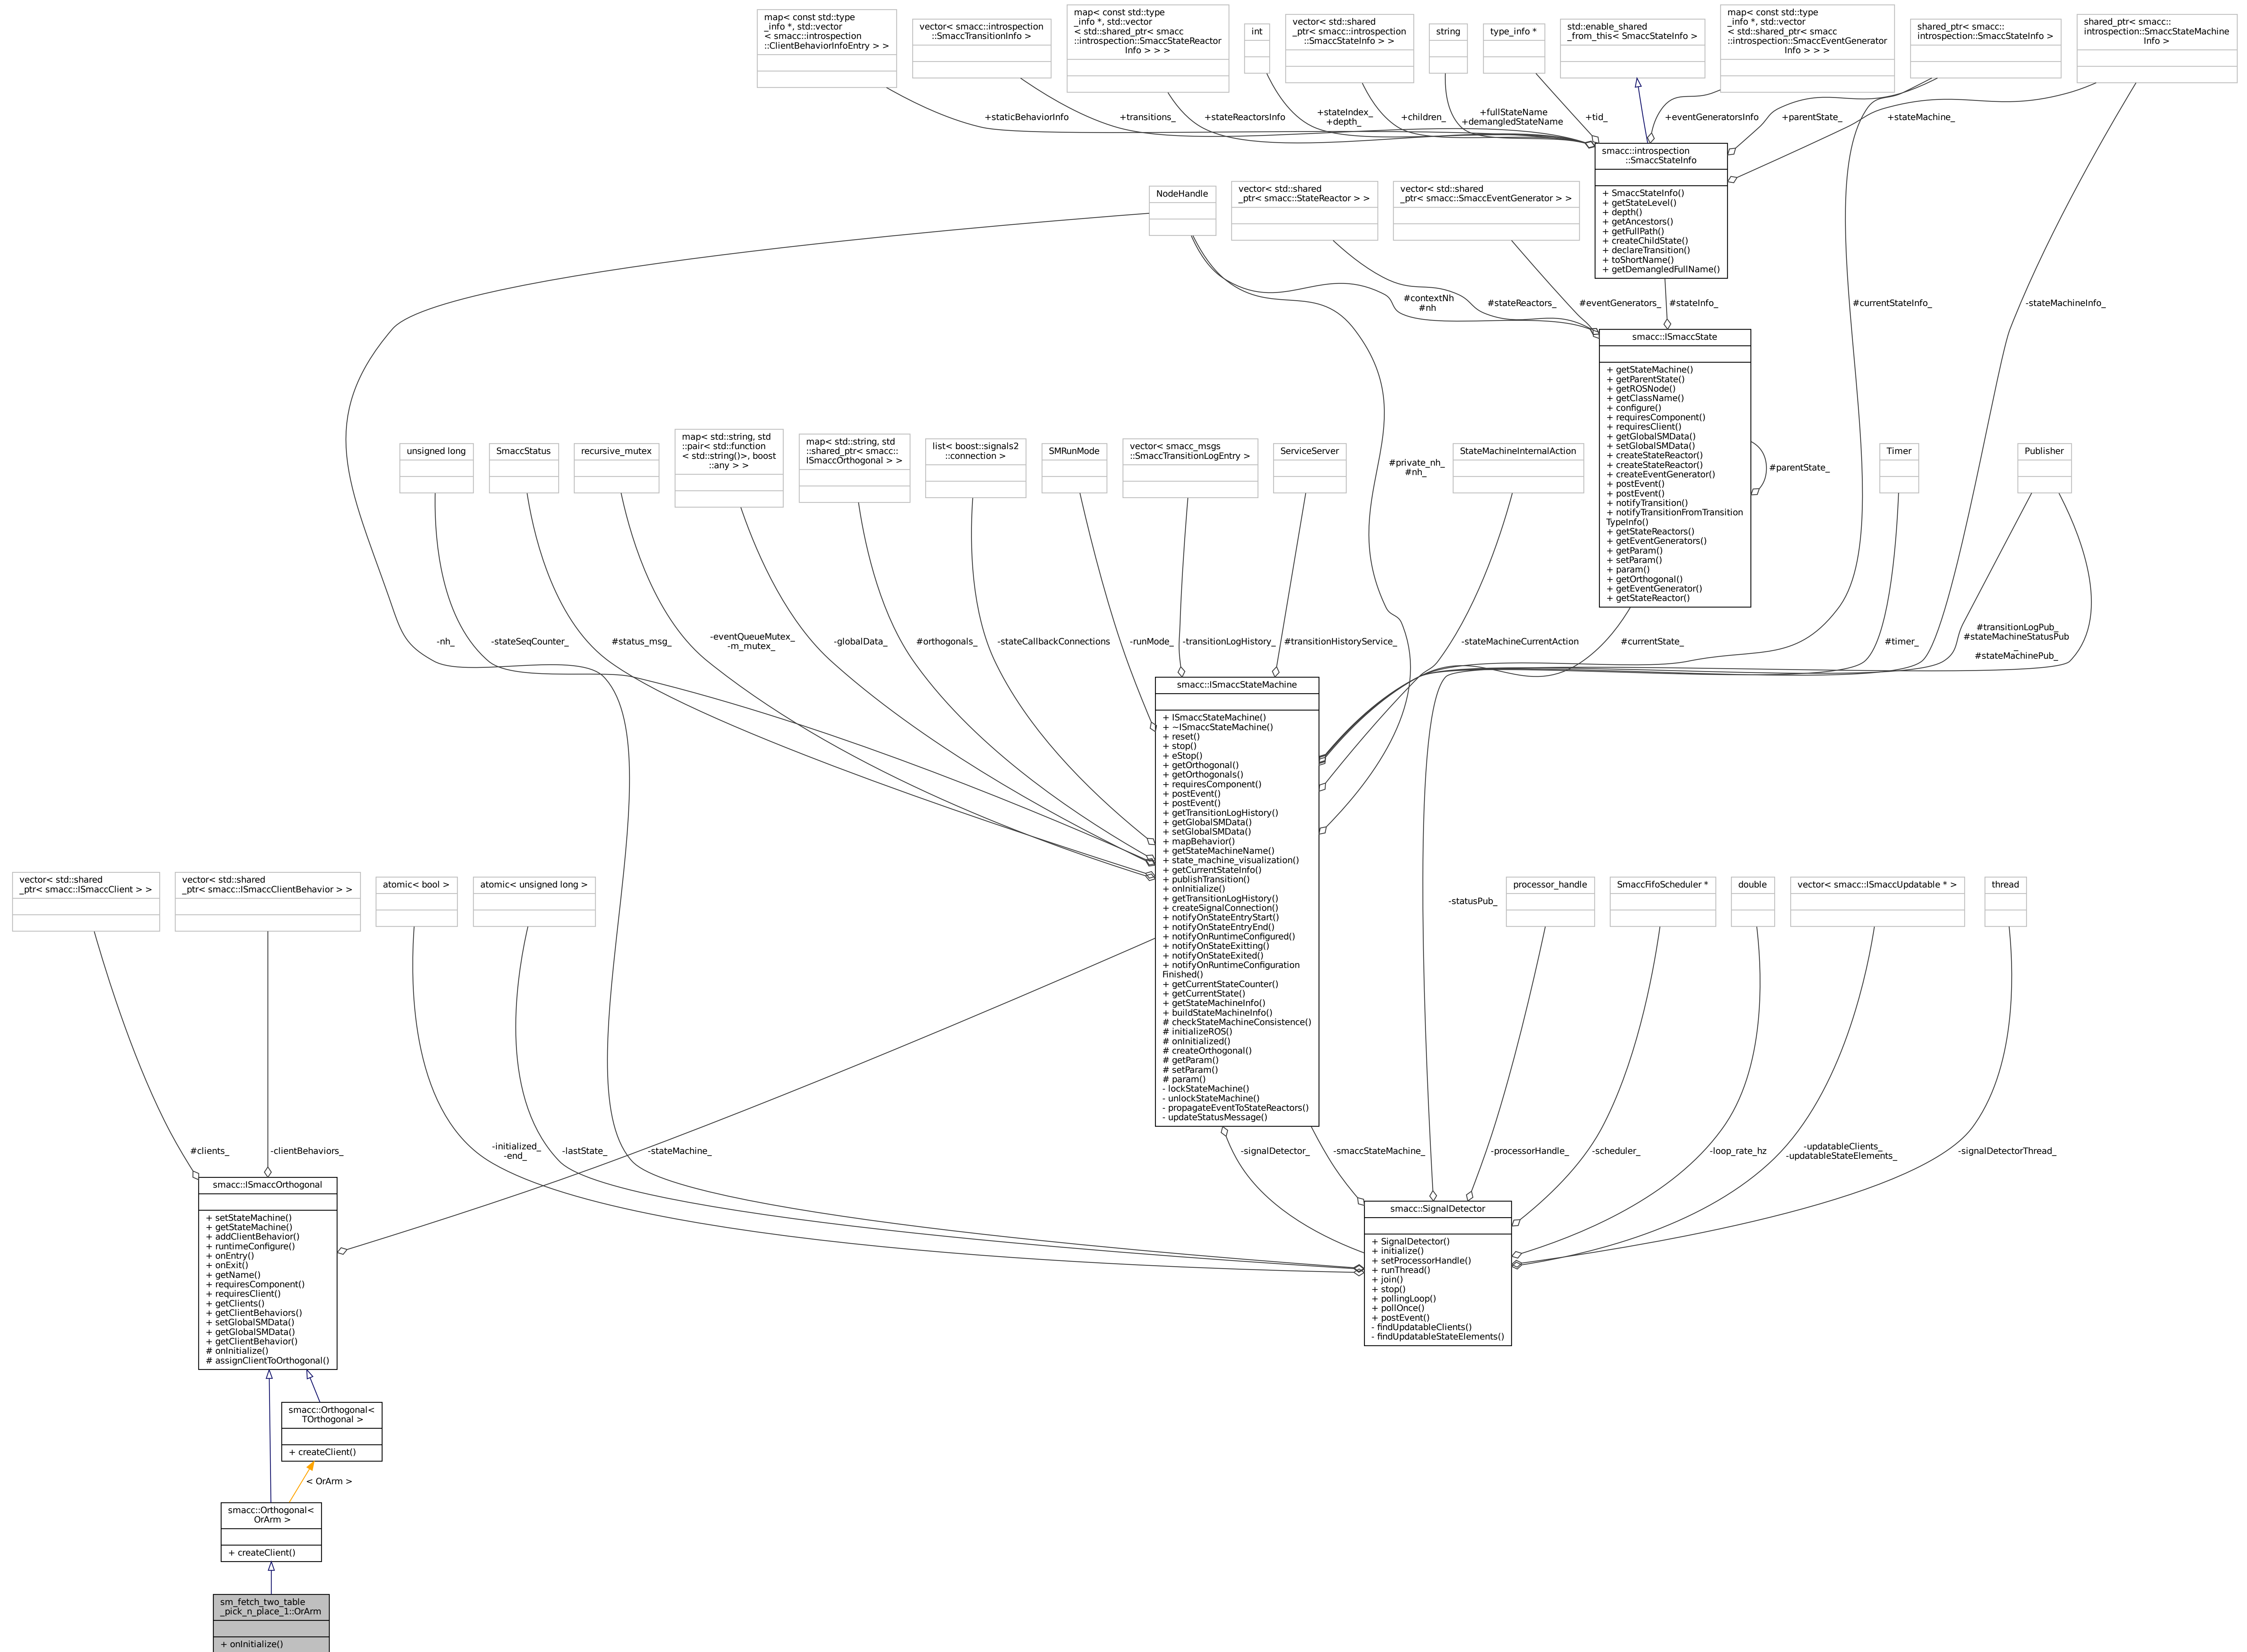 map< const std::type
_info *, std::vector
< smacc::introspection
::ClientBehaviorInfoEntry > >
vector< smacc::introspection
::SmaccTransitionInfo >
map< const std::type
_info *, std::vector
< std::shared_ptr< smacc
::introspection::SmaccStateReactor
Info > > >
int
vector< std::shared
_ptr< smacc::introspection
::SmaccStateInfo > >
string
type_info *
std::enable_shared
_from_this< SmaccStateInfo >
map< const std::type
_info *, std::vector
< std::shared_ptr< smacc
::introspection::SmaccEventGenerator
Info > > >
shared_ptr< smacc::
introspection::SmaccStateInfo >
shared_ptr< smacc::
introspection::SmaccStateMachine
Info >
+staticBehaviorInfo
+transitions_
+stateReactorsInfo
+stateIndex_
+depth_
+children_
+fullStateName
+demangledStateName
+tid_
+eventGeneratorsInfo
+parentState_
+stateMachine_
smacc::introspection
::SmaccStateInfo
+ SmaccStateInfo()
+ getStateLevel()
+ depth()
+ getAncestors()
+ getFullPath()
+ createChildState()
+ declareTransition()
+ toShortName()
+ getDemangledFullName()
NodeHandle
vector< std::shared
_ptr< smacc::StateReactor > >
vector< std::shared
_ptr< smacc::SmaccEventGenerator > >
#contextNh
#nh
#stateReactors_
#eventGenerators_
#stateInfo_
#currentStateInfo_
-stateMachineInfo_
smacc::ISmaccState
+ getStateMachine()
+ getParentState()
+ getROSNode()
+ getClassName()
+ configure()
+ requiresComponent()
+ requiresClient()
+ getGlobalSMData()
+ setGlobalSMData()
+ createStateReactor()
+ createStateReactor()
+ createEventGenerator()
+ postEvent()
+ postEvent()
+ notifyTransition()
+ notifyTransitionFromTransition
TypeInfo()
+ getStateReactors()
+ getEventGenerators()
+ getParam()
+ setParam()
+ param()
+ getOrthogonal()
+ getEventGenerator()
+ getStateReactor()
#parentState_
unsigned long
SmaccStatus
recursive_mutex
map< std::string, std
::pair< std::function
< std::string()>, boost
::any > >
map< std::string, std
::shared_ptr< smacc::
ISmaccOrthogonal > >
list< boost::signals2
::connection >
SMRunMode
vector< smacc_msgs
::SmaccTransitionLogEntry >
ServiceServer
#private_nh_
#nh_
StateMachineInternalAction
Timer
Publisher
-nh_
-stateSeqCounter_
#status_msg_
-eventQueueMutex_
-m_mutex_
-globalData_
#orthogonals_
-stateCallbackConnections
-runMode_
-transitionLogHistory_
#transitionHistoryService_
-stateMachineCurrentAction
#currentState_
#timer_
#transitionLogPub_
#stateMachineStatusPub
_
#stateMachinePub_
smacc::ISmaccStateMachine
+ ISmaccStateMachine()
+ ~ISmaccStateMachine()
+ reset()
+ stop()
+ eStop()
+ getOrthogonal()
+ getOrthogonals()
+ requiresComponent()
+ postEvent()
+ postEvent()
+ getTransitionLogHistory()
+ getGlobalSMData()
+ setGlobalSMData()
+ mapBehavior()
+ getStateMachineName()
+ state_machine_visualization()
+ getCurrentStateInfo()
+ publishTransition()
+ onInitialize()
+ getTransitionLogHistory()
+ createSignalConnection()
+ notifyOnStateEntryStart()
+ notifyOnStateEntryEnd()
+ notifyOnRuntimeConfigured()
+ notifyOnStateExitting()
+ notifyOnStateExited()
+ notifyOnRuntimeConfiguration
Finished()
+ getCurrentStateCounter()
+ getCurrentState()
+ getStateMachineInfo()
+ buildStateMachineInfo()
# checkStateMachineConsistence()
# initializeROS()
# onInitialized()
# createOrthogonal()
# getParam()
# setParam()
# param()
- lockStateMachine()
- unlockStateMachine()
- propagateEventToStateReactors()
- updateStatusMessage()
vector< std::shared
_ptr< smacc::ISmaccClient > >
vector< std::shared
_ptr< smacc::ISmaccClientBehavior > >
atomic< bool >
atomic< unsigned long >
-statusPub_
processor_handle
SmaccFifoScheduler *
double
vector< smacc::ISmaccUpdatable * >
thread
#clients_
-clientBehaviors_
-initialized_
-end_
-lastState_
-stateMachine_
-signalDetector_
-smaccStateMachine_
-processorHandle_
-scheduler_
-loop_rate_hz
-updatableClients_
-updatableStateElements_
-signalDetectorThread_
smacc::ISmaccOrthogonal
+ setStateMachine()
+ getStateMachine()
+ addClientBehavior()
+ runtimeConfigure()
+ onEntry()
+ onExit()
+ getName()
+ requiresComponent()
+ requiresClient()
+ getClients()
+ getClientBehaviors()
+ setGlobalSMData()
+ getGlobalSMData()
+ getClientBehavior()
# onInitialize()
# assignClientToOrthogonal()
smacc::SignalDetector
+ SignalDetector()
+ initialize()
+ setProcessorHandle()
+ runThread()
+ join()
+ stop()
+ pollingLoop()
+ pollOnce()
+ postEvent()
- findUpdatableClients()
- findUpdatableStateElements()
smacc::Orthogonal<
TOrthogonal >
+ createClient()
< OrArm >
smacc::Orthogonal<
OrArm >
+ createClient()
sm_fetch_two_table
_pick_n_place_1::OrArm
+ onInitialize()